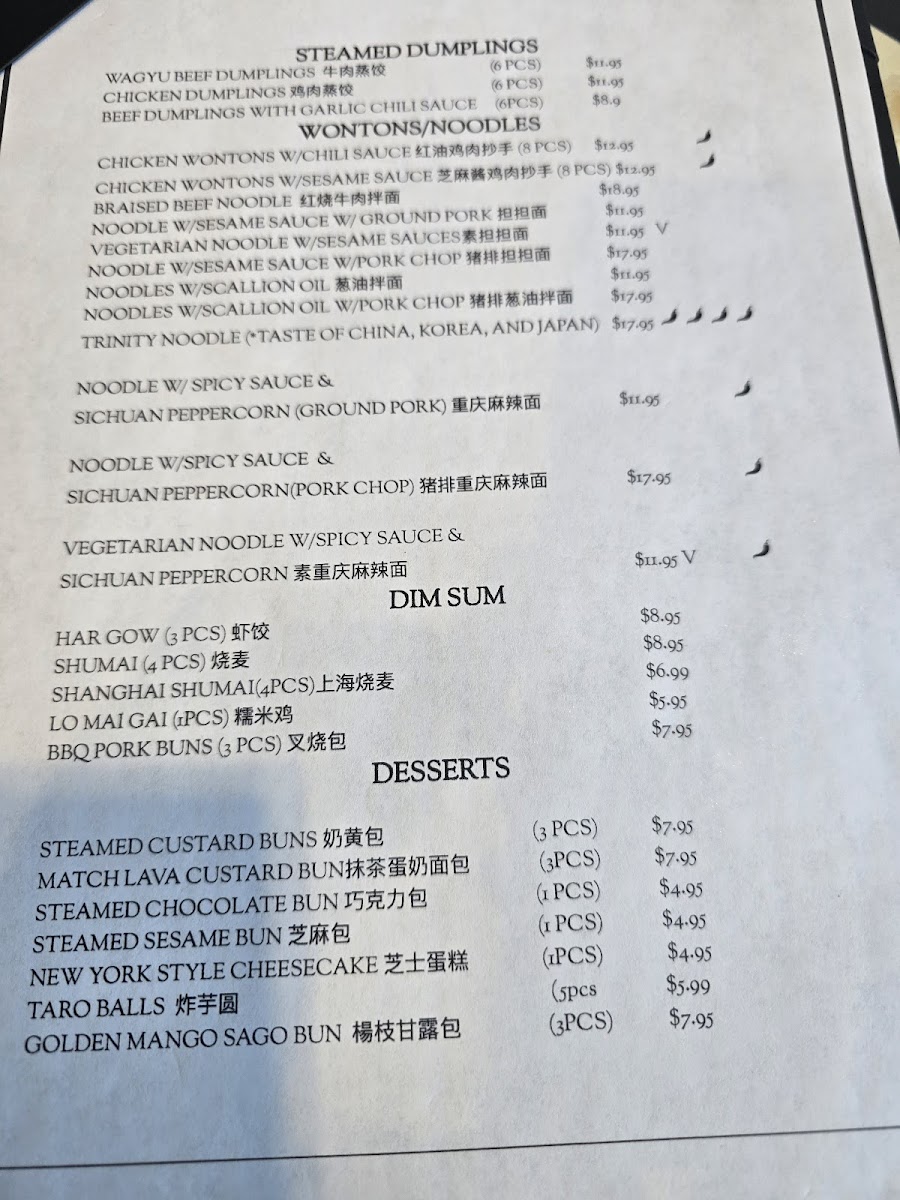 STEAMED DUMPLINGS
WAGYU BEEF DUMPLINGS 牛肉蒸饺 (6 PCS) $11.95
CHICKEN DUMPLINGS 鸡肉蒸饺 (6 PCS) $11.95
BEEF DUMPLINGS WITH GARLIC CHILI SAUCE (6PCS) $8.9
WONTONS/NOODLES
CHICKEN WONTONS W/CHILI SAUCE 红油鸡肉抄手 (8 PCS) $12.95
CHICKEN WONTONS W/SESAME SAUCE 芝麻酱鸡肉抄手 (8 PCS) $12.95
BRAISED BEEF NOODLE 红烧牛肉拌面 $18.95
NOODLE W/SESAME SAUCE W/ GROUND PORK 担担面 $11.95
VEGETARIAN NOODLE W/SESAME SAUCES素担担面 $11.95 V
NOODLE W/SESAME SAUCE W/PORK CHOP 猪排担担面 $17.95
NOODLES W/SCALLION OIL 葱油拌面 $11.95
NOODLES W/SCALLION OIL W/PORK CHOP 猪排葱油拌面 $17.95
TRINITY NOODLE (*TASTE OF CHINA, KOREA, AND JAPAN) $17.95
NOODLE W/ SPICY SAUCE &
SICHUAN PEPPERCORN (GROUND PORK) 重庆麻辣面 $11.95
NOODLE W/SPICY SAUCE &
SICHUAN PEPPERCORN(PORK CHOP) 猪排重庆麻辣面 $17.95
VEGETARIAN NOODLE W/SPICY SAUCE &
SICHUAN PEPPERCORN 素重庆麻辣面 $11.95 V
DIM SUM
HAR GOW (3 PCS) 虾饺 $8.95
SHUMAI (4 PCS) 烧麦 $8.95
SHANGHAI SHUMAI(4PCS)上海烧麦 $6.99
LO MAI GAI (1PCS) 糯米鸡 $5.95
BBQ PORK BUNS (3 PCS) 叉烧包 $7.95
DESSERTS
STEAMED CUSTARD BUNS 奶黄包 (3 PCS) $7.95
MATCH LAVA CUSTARD BUN抹茶蛋奶面包 (3PCS) $7.95
STEAMED CHOCOLATE BUN 巧克力包 (1 PCS) $4.95
STEAMED SESAME BUN 芝麻包 (1 PCS) $4.95
NEW YORK STYLE CHEESECAKE 芝士蛋糕 (1PCS) $4.95
TARO BALLS 炸芋圆 (5pcs $5.99
GOLDEN MANGO SAGO BUN 楊枝甘露包 (3PCS) $7.95